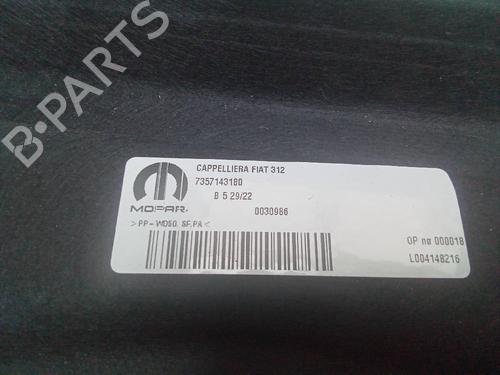 B-PARTS
CAPPELLIERA FIAT 312
7357143180
B 5 29/22
MOPAR
0030986
>PP-WD50. SF,PA<
OP nø 000018
L004148216